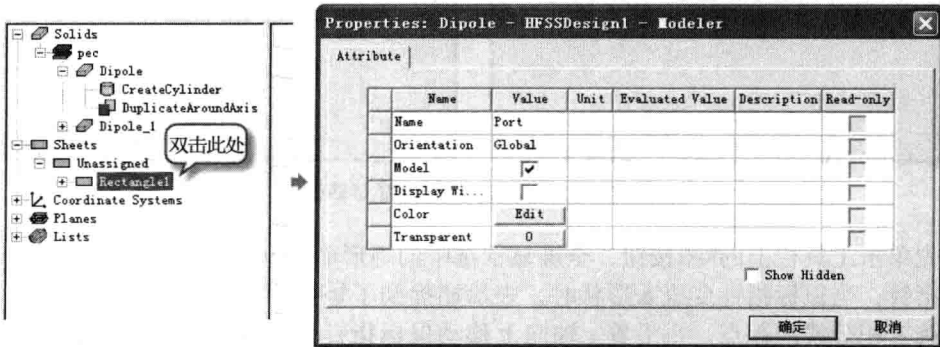 Solids
pec
Dipole
CreateCylinder
DuplicateAroundAxis
Dipole_1
Sheets
Unassigned
Rectangle1
Coordinate Systems
Planes
Lists
双击此处
Properties: Dipole - HFSSDesign1 - Modeler
Attribute
Name Value Unit Evaluated Value Description Read-only
Name Port
Orientation Global
Model
Display Wi...
Color Edit
Transparent 0
Show Hidden
确定 取消